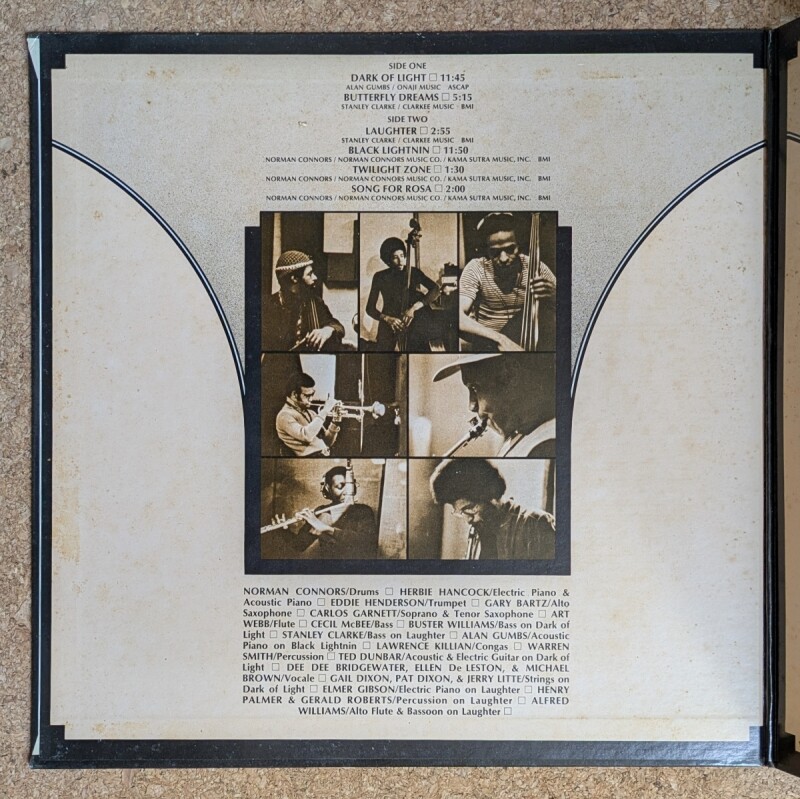 SIDE ONE
DARK OF LIGHT □ 11:45
ALAN GUMBS / ONAJI MUSIC ASCAP
BUTTERFLY DREAMS □ 5:15
STANLEY CLARKE / CLARKEE MUSIC BMI
SIDE TWO
LAUGHTER □ 2:55
STANLEY CLARKE / CLARKEE MUSIC BMI
BLACK LIGHTNIN □ 11:50
NORMAN CONNORS / NORMAN CONNORS MUSIC CO. / KAMA SUTRA MUSIC, INC. BMI
TWILIGHT ZONE □ 1:30
NORMAN CONNORS / NORMAN CONNORS MUSIC CO. / KAMA SUTRA MUSIC, INC. BMI
SONG FOR ROSA □ 2:00
NORMAN CONNORS / NORMAN CONNORS MUSIC CO. / KAMA SUTRA MUSIC, INC. BMI
NORMAN CONNORS/Drums □ HERBIE HANCOCK/Electric Piano &
Acoustic Piano □ EDDIE HENDERSON/Trumpet □ GARY BARTZ/Alto
Saxophone □ CARLOS GARNETT/Soprano & Tenor Saxophone □ ART
WEBB/Flute □ CECIL McBEE/Bass □ BUSTER WILLIAMS/Bass on Dark of
Light □ STANLEY CLARKE/Bass on Laughter □ ALAN GUMBS/Acoustic
Piano on Black Lightnin □ LAWRENCE KILLIAN/Congas □ WARREN
SMITH/Percussion □ TED DUNBAR/Acoustic & Electric Guitar on Dark of
Light □ DEE DEE BRIDGEWATER, ELLEN De LESTON, & MICHAEL
BROWN/Vocale □ GAIL DIXON, PAT DIXON, & JERRY LITTE/Strings on
Dark of Light □ ELMER GIBSON/Electric Piano on Laughter □ HENRY
PALMER & GERALD ROBERTS/Percussion on Laughter □ ALFRED
WILLIAMS/Alto Flute & Bassoon on Laughter □